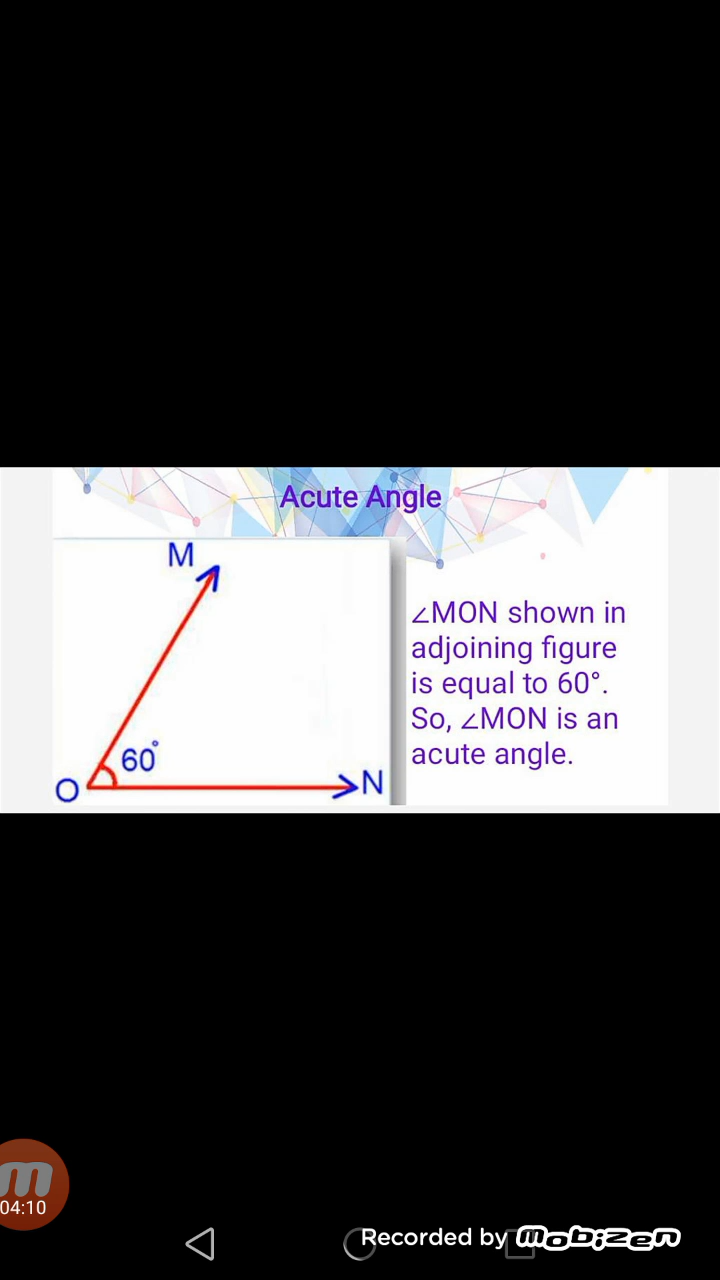 Acute Angle
M
60°
O
N
∠MON shown in
adjoining figure
is equal to 60°.
So, ∠MON is an
acute angle.
m
04:10
Recorded by mobizen